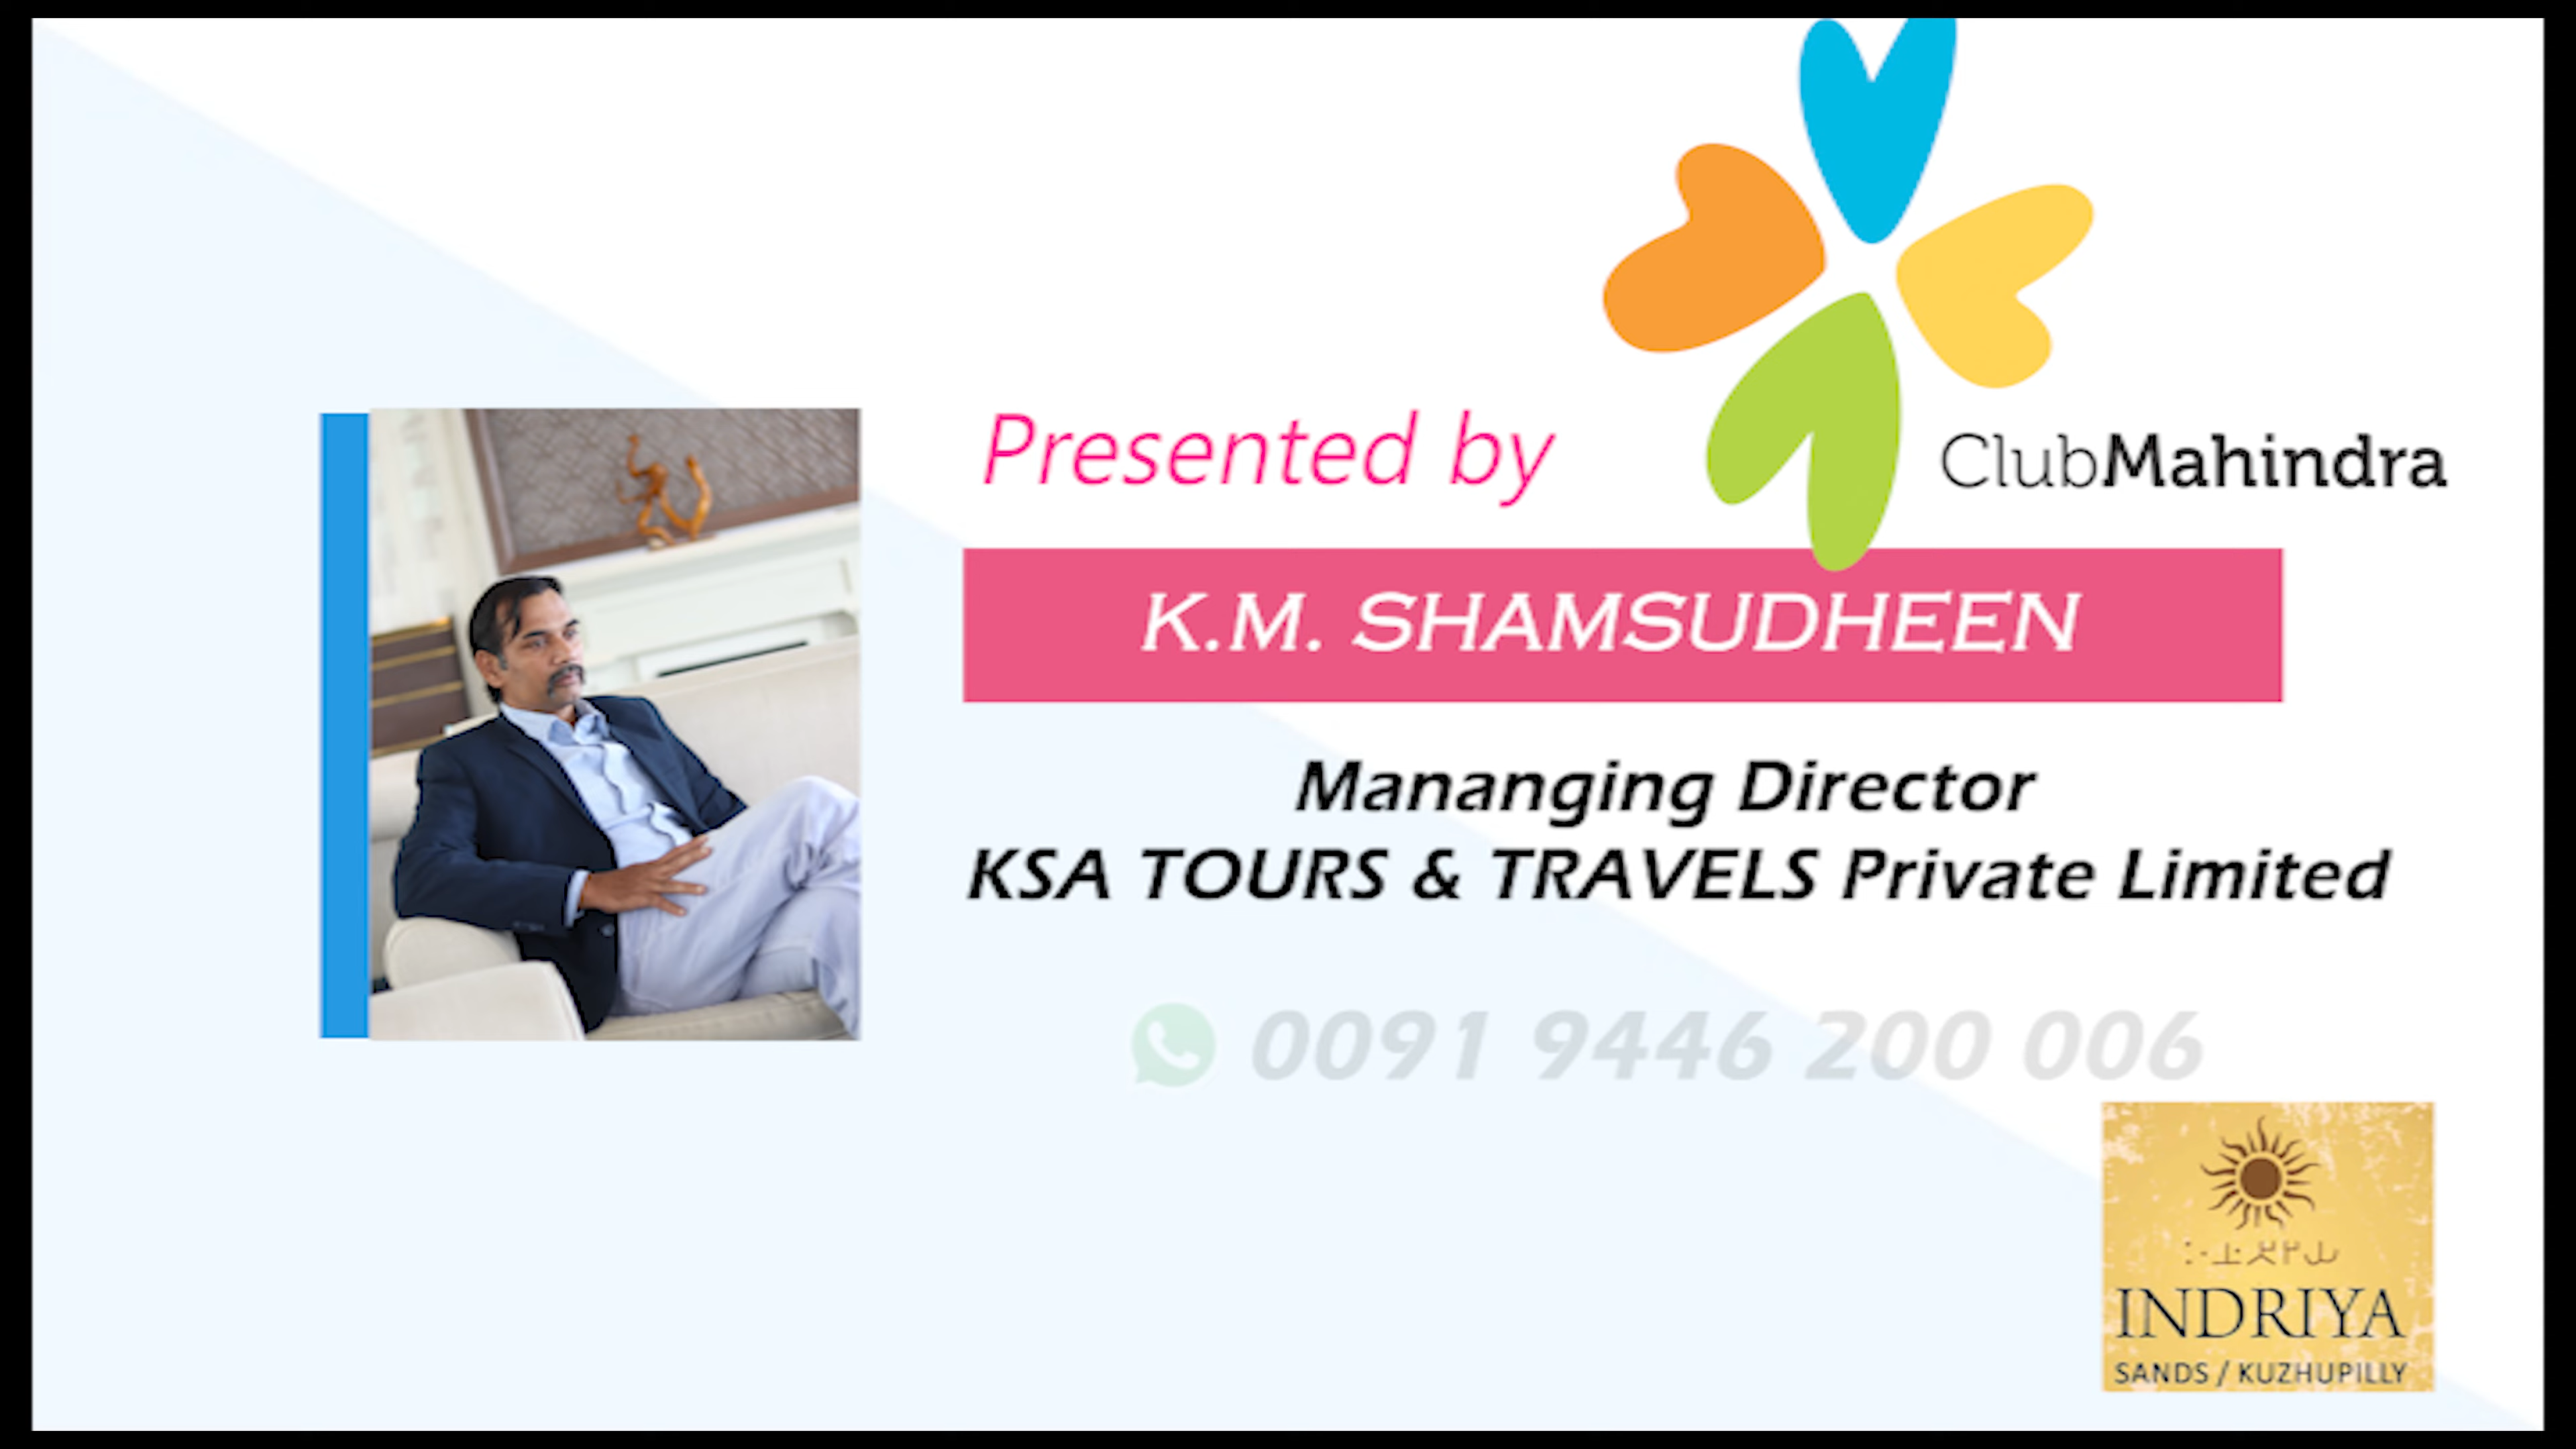 Presented by
ClubMahindra
K.M. SHAMSUDHEEN
Mananging Director
KSA TOURS & TRAVELS Private Limited
0091 9446 200 006
INDRIYA
SANDS / KUZHUPILLY